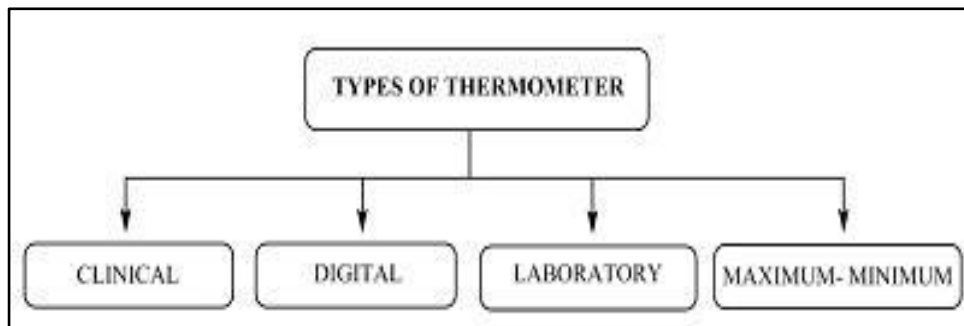 TYPES OF THERMOMETER
CLINICAL
DIGITAL
LABORATORY
MAXIMUM- MINIMUM